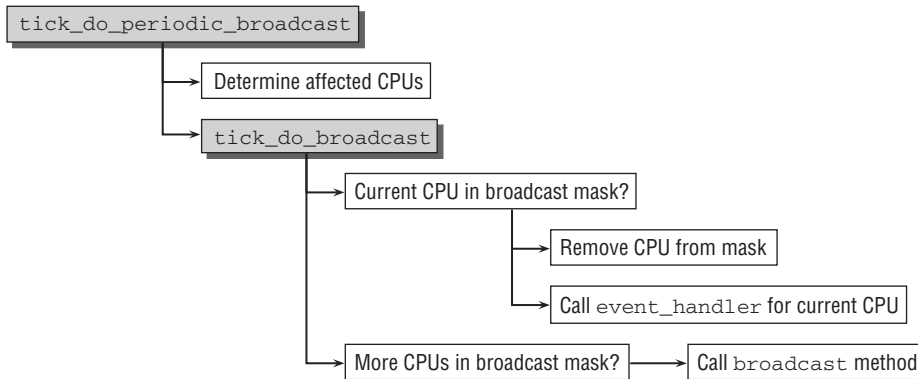 tick_do_periodic_broadcast
Determine affected CPUs
tick_do_broadcast
Current CPU in broadcast mask?
Remove CPU from mask
Call event_handler for current CPU
More CPUs in broadcast mask?
Call broadcast method